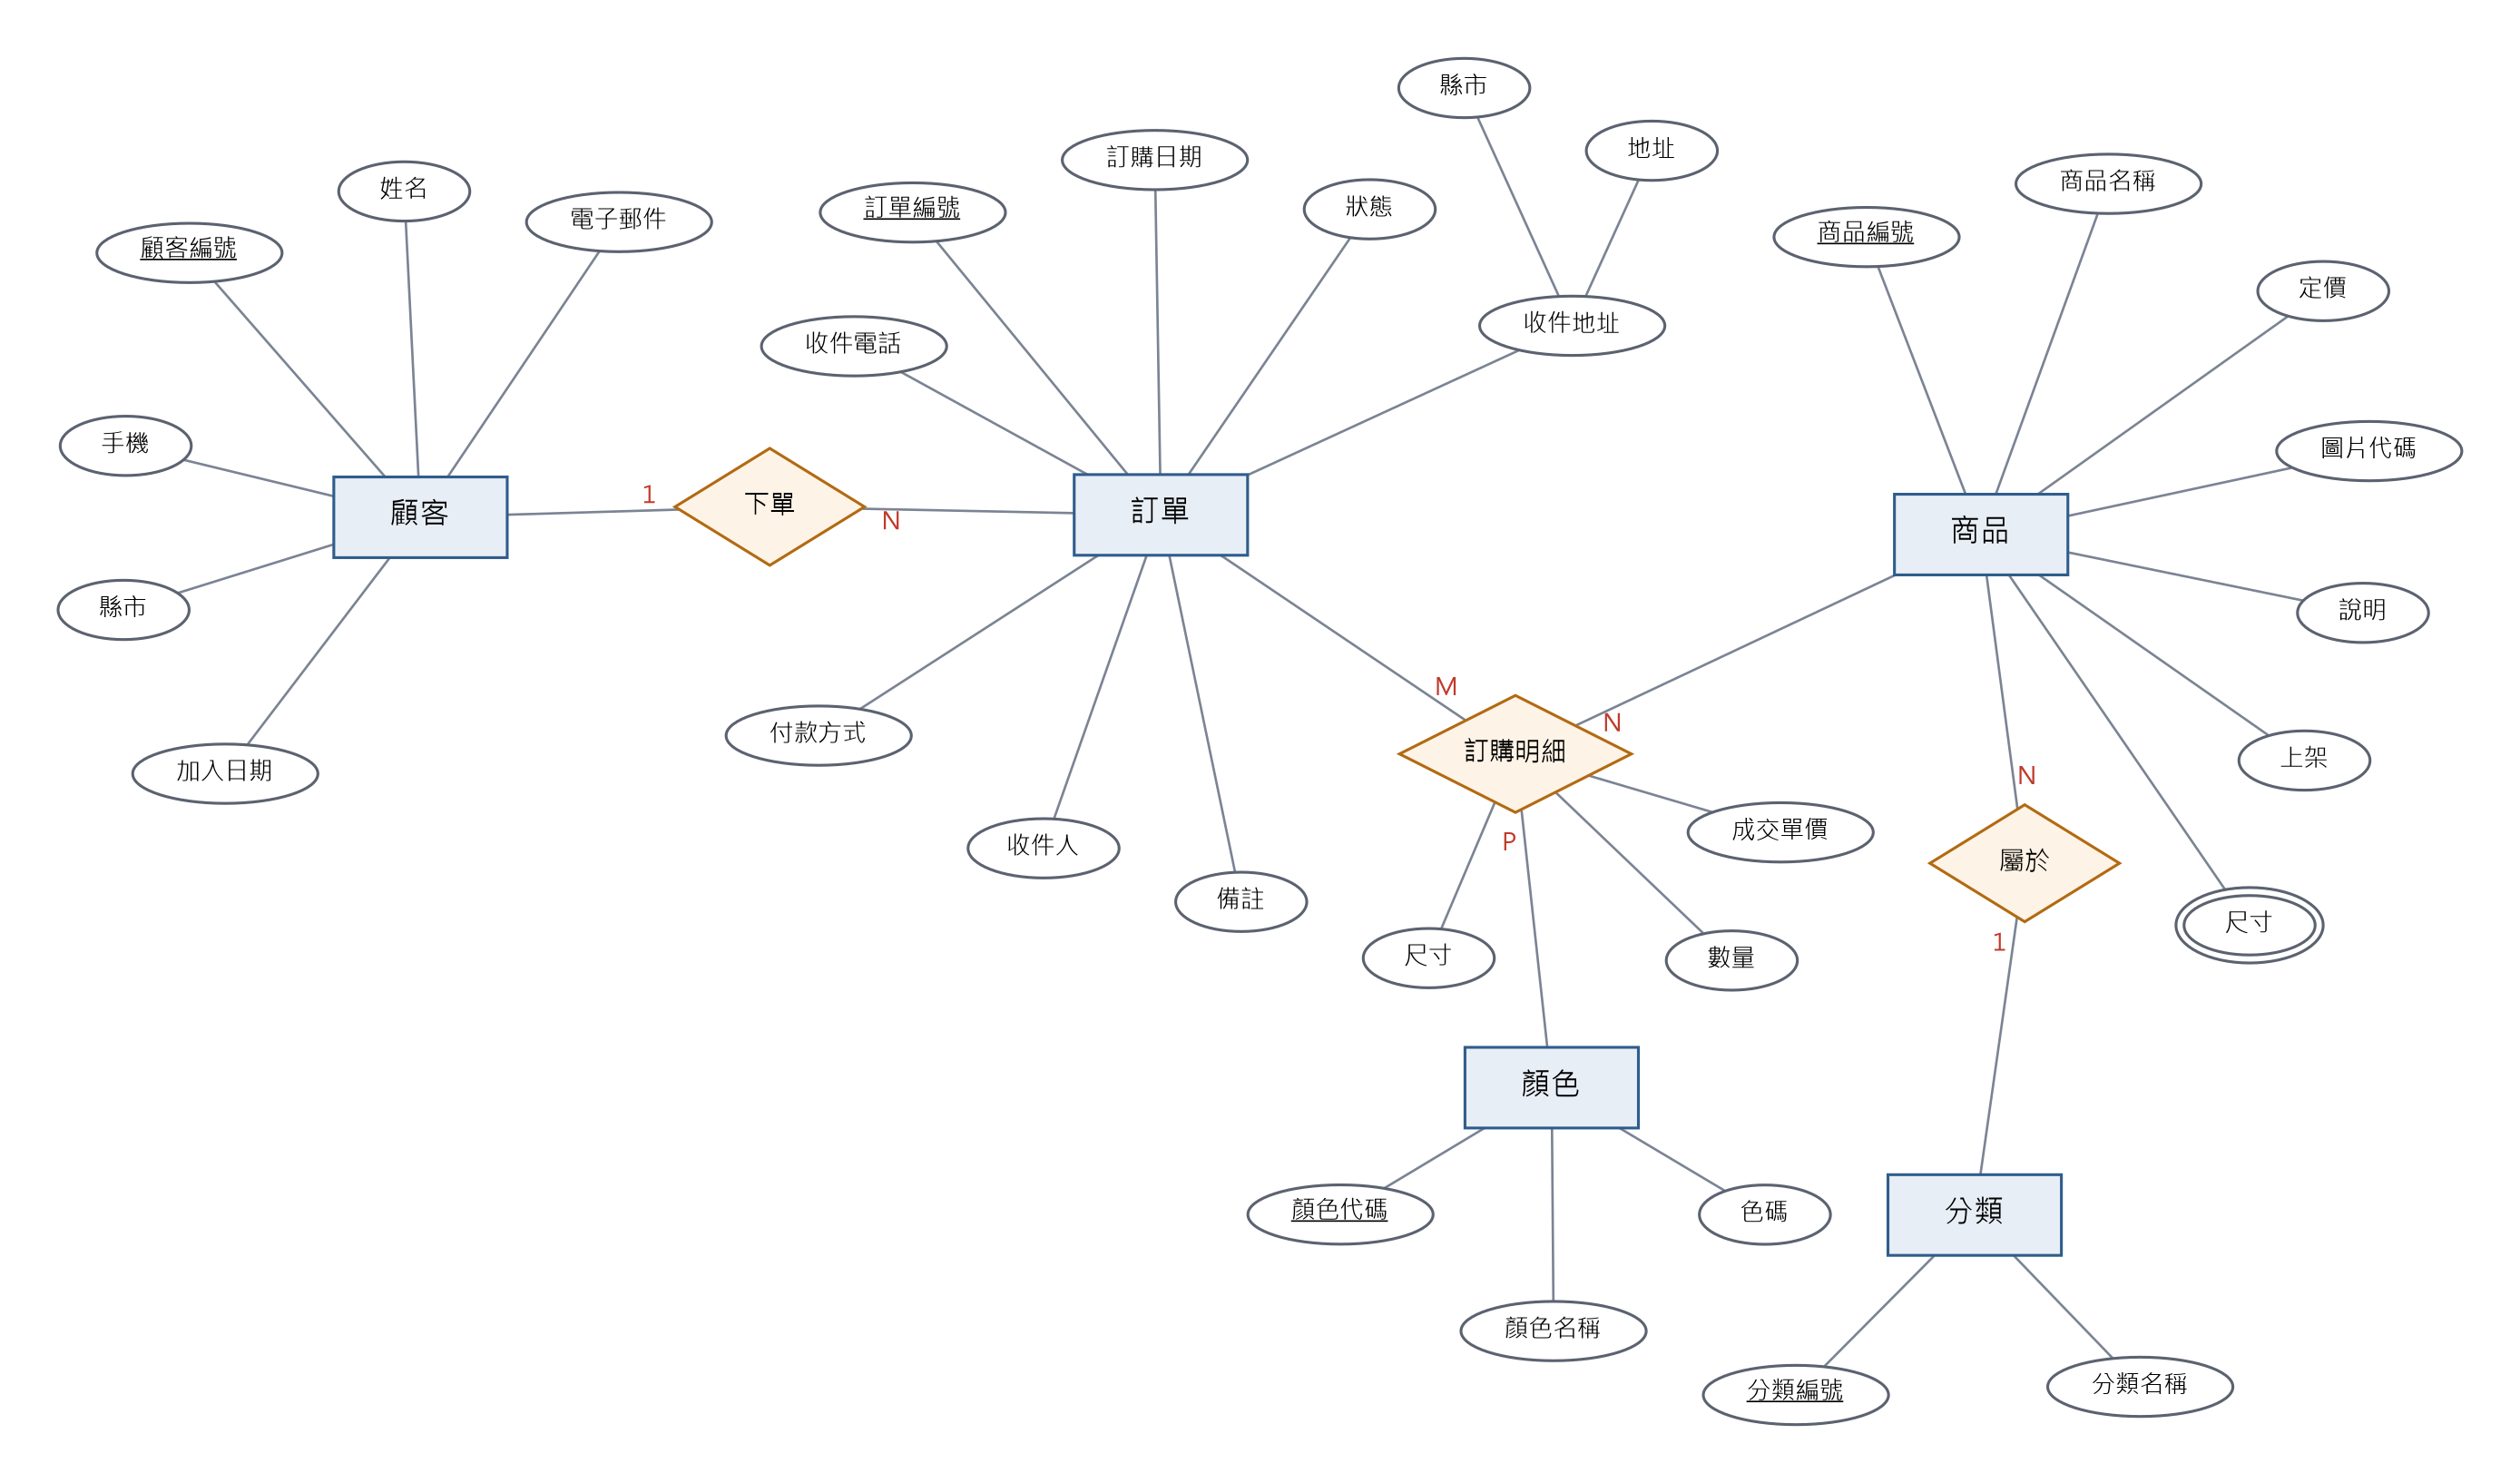 縣市
地址
訂購日期
姓名
商品名稱
電子郵件
訂單編號
狀態
商品編號
顧客編號
定價
收件地址
收件電話
手機
圖片代碼
1
下單
N
顧客
訂單
商品
縣市
說明
M
N
付款方式
訂購明細
加入日期
N
上架
P
成交單價
收件人
屬於
備註
尺寸
1
尺寸
數量
顏色
顏色代碼
色碼
分類
顏色名稱
分類編號
分類名稱